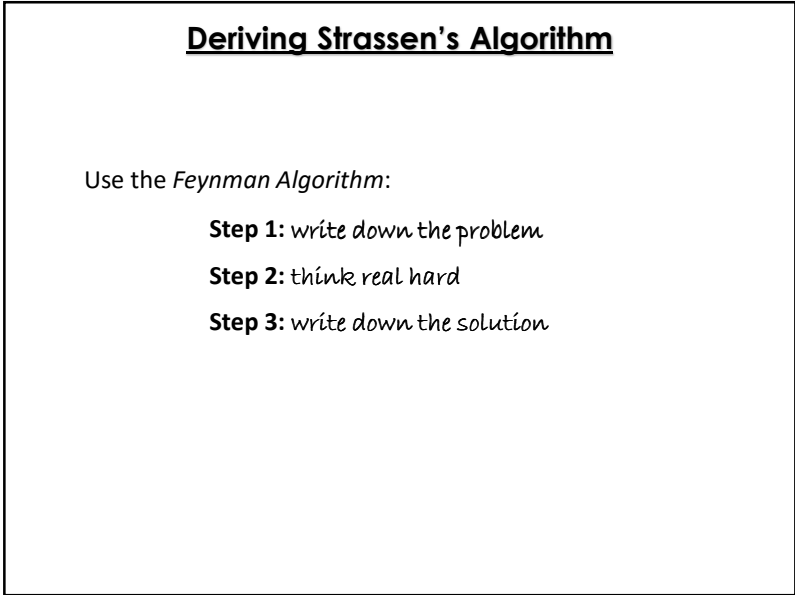 Deriving Strassen’s Algorithm
Use the Feynman Algorithm:
Step 1: write down the problem
Step 2: think real hard
Step 3: write down the solution